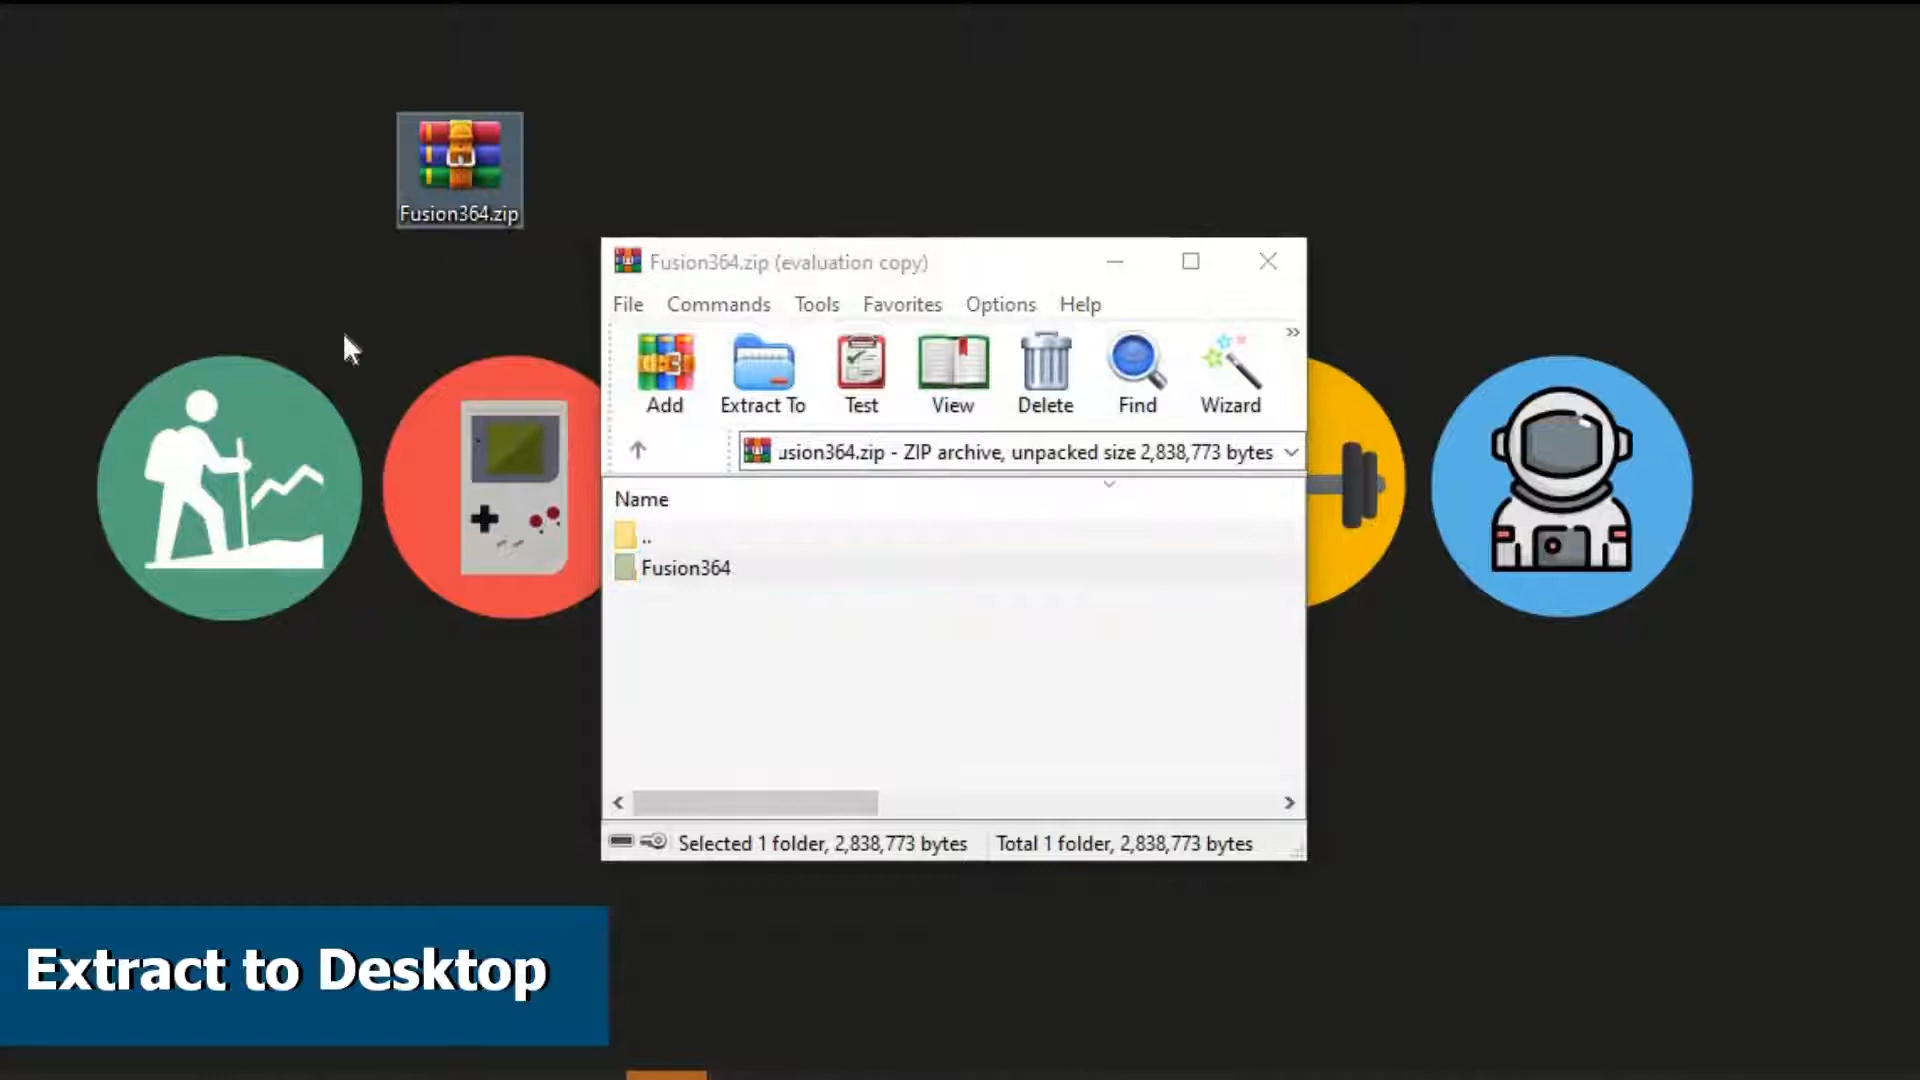 Fusion364.zip
Fusion364.zip (evaluation copy)
File Commands Tools Favorites Options Help
Add Extract To Test View Delete Find Wizard
usion364.zip - ZIP archive, unpacked size 2,838,773 bytes
Name
..
Fusion364
Selected 1 folder, 2,838,773 bytes Total 1 folder, 2,838,773 bytes
Extract to Desktop